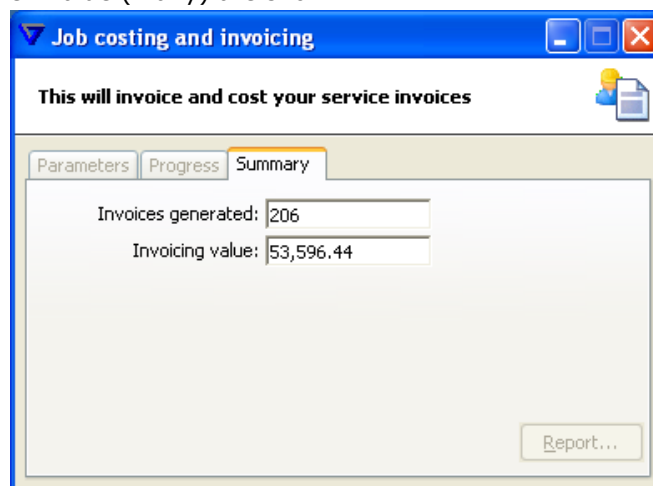 Job costing and invoicing
This will invoice and cost your service invoices
Parameters Progress Summary
Invoices generated: 206
Invoicing value: 53,596.44
Report...